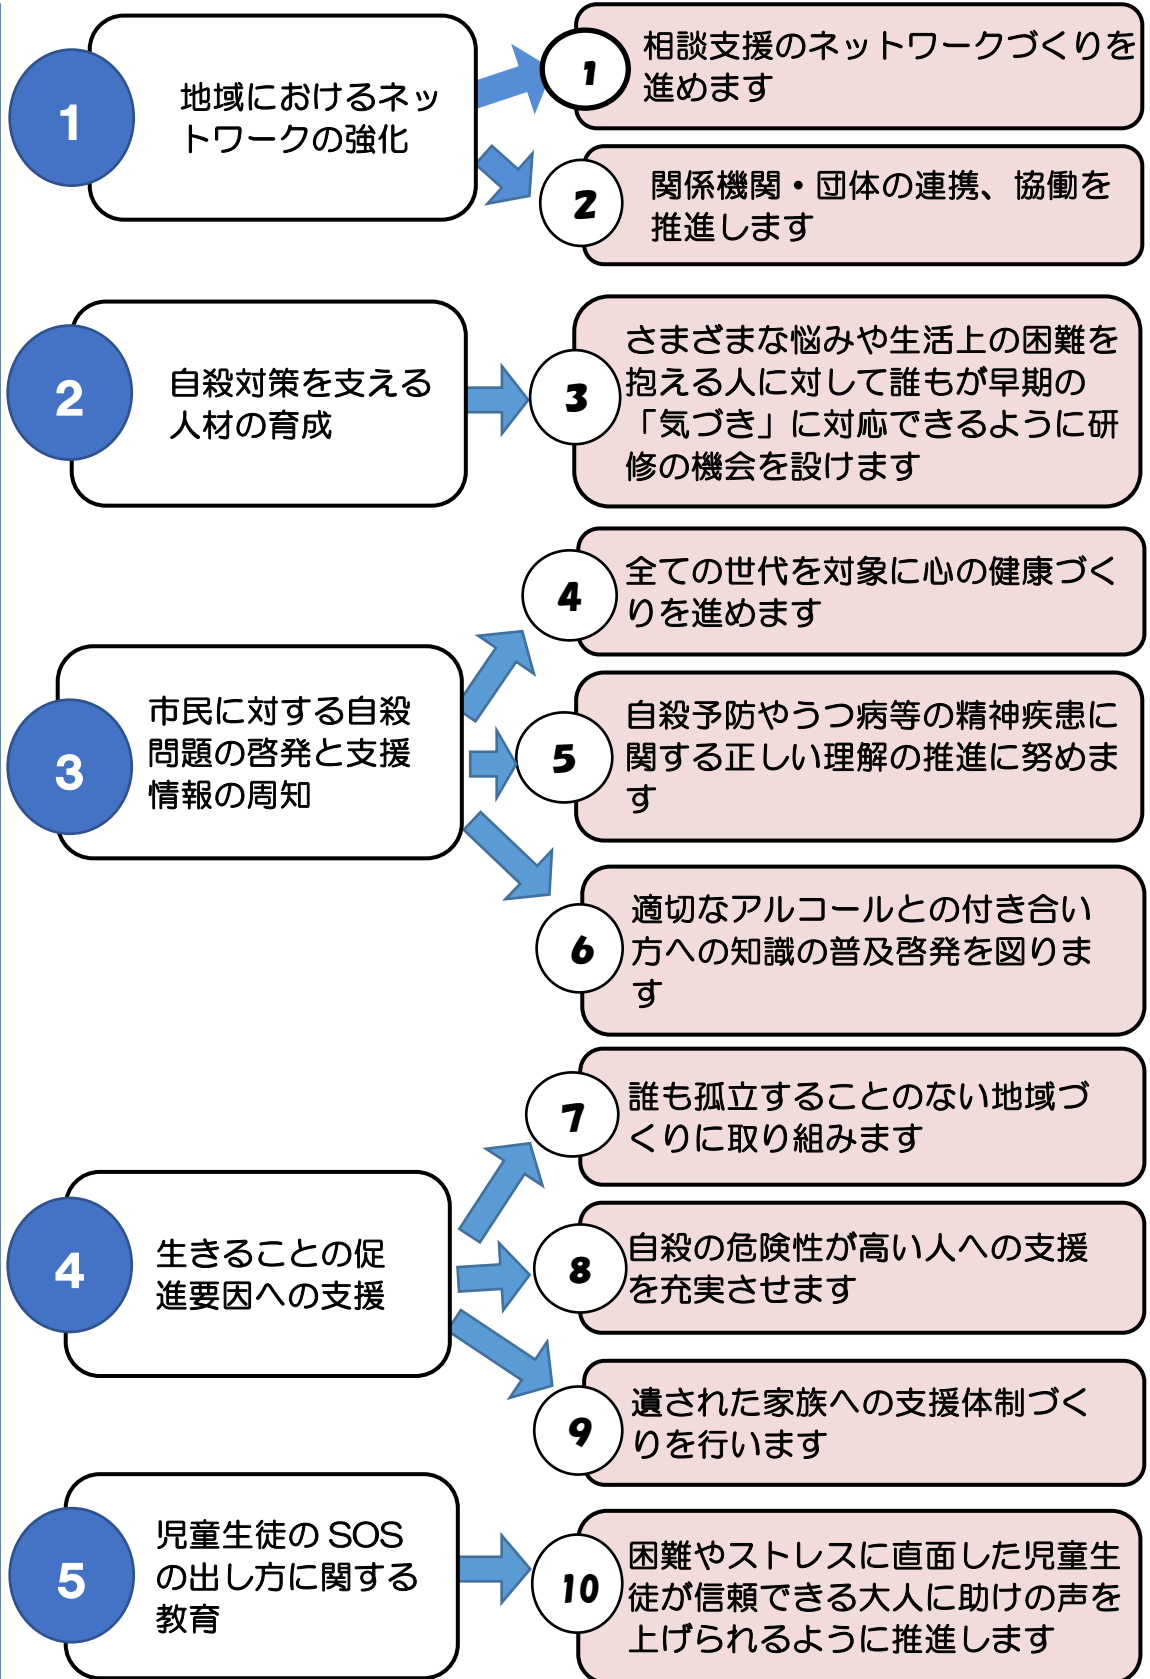 1
地域におけるネッ
トワークの強化
1
相談支援のネットワークづくりを
進めます
2
関係機関・団体の連携、協働を
推進します
2
自殺対策を支える
人材の育成
3
さまざまな悩みや生活上の困難を
抱える人に対して誰もが早期の
「気づき」に対応できるように研
修の機会を設けます
3
市民に対する自殺
問題の啓発と支援
情報の周知
4
全ての世代を対象に心の健康づく
りを進めます
5
自殺予防やうつ病等の精神疾患に
関する正しい理解の推進に努めま
す
6
適切なアルコールとの付き合い
方への知識の普及啓発を図りま
す
4
生きることの促
進要因への支援
7
誰も孤立することのない地域づ
くりに取り組みます
8
自殺の危険性が高い人への支援
を充実させます
9
遺された家族への支援体制づく
りを行います
5
児童生徒の SOS
の出し方に関する
教育
10
困難やストレスに直面した児童生
徒が信頼できる大人に助けの声を
上げられるように推進します